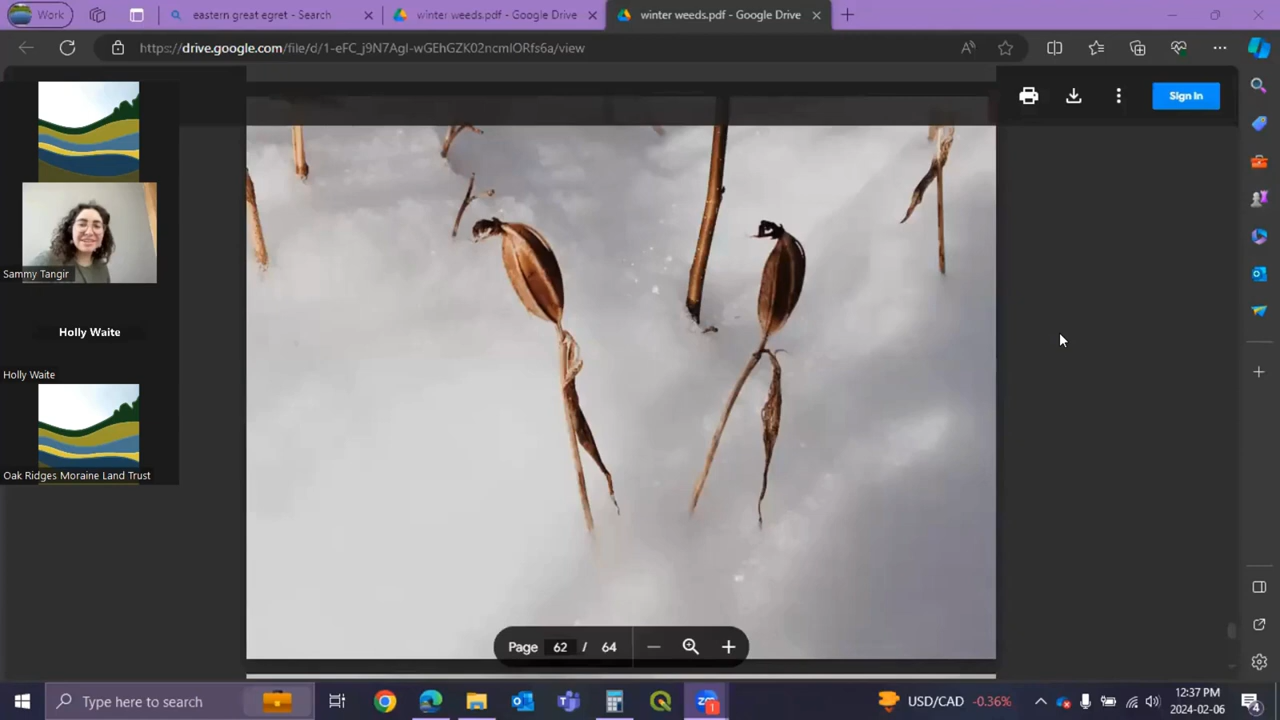 Work
eastern great egret - Search
winter weeds.pdf - Google Drive
winter weeds.pdf - Google Drive
https://drive.google.com/file/d/1-eFC_j9N7AgI-wGEhGZK02ncmIORfs6a/view
Sign In
Sammy Tangir
Holly Waite
Holly Waite
Oak Ridges Moraine Land Trust
Page 62 / 64
Type here to search
1
USD/CAD -0.36%
12:37 PM
2024-02-06
4